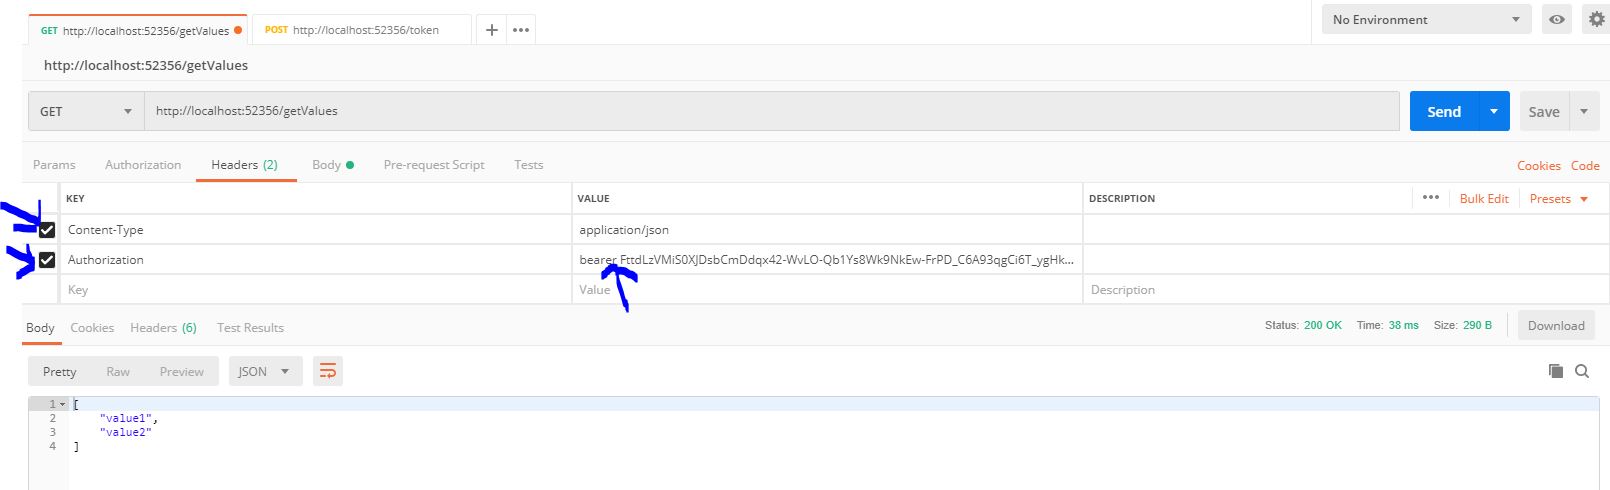 GET http://localhost:52356/getValues
POST http://localhost:52356/token
No Environment
http://localhost:52356/getValues
GET http://localhost:52356/getValues Send Save
Params Authorization Headers (2) Body Pre-request Script Tests Cookies Code
KEY VALUE DESCRIPTION ••• Bulk Edit Presets
Content-Type application/json
Authorization bearer FttdLzVMiS0XJDsbCmDdqx42-WvLO-Qb1Ys8Wk9NkEw-FrPD_C6A93qgCi6T_ygHk...
Key Value Description
Body Cookies Headers (6) Test Results Status: 200 OK Time: 38 ms Size: 290 B Download
Pretty Raw Preview JSON
1 [
2 "value1",
3 "value2"
4 ]